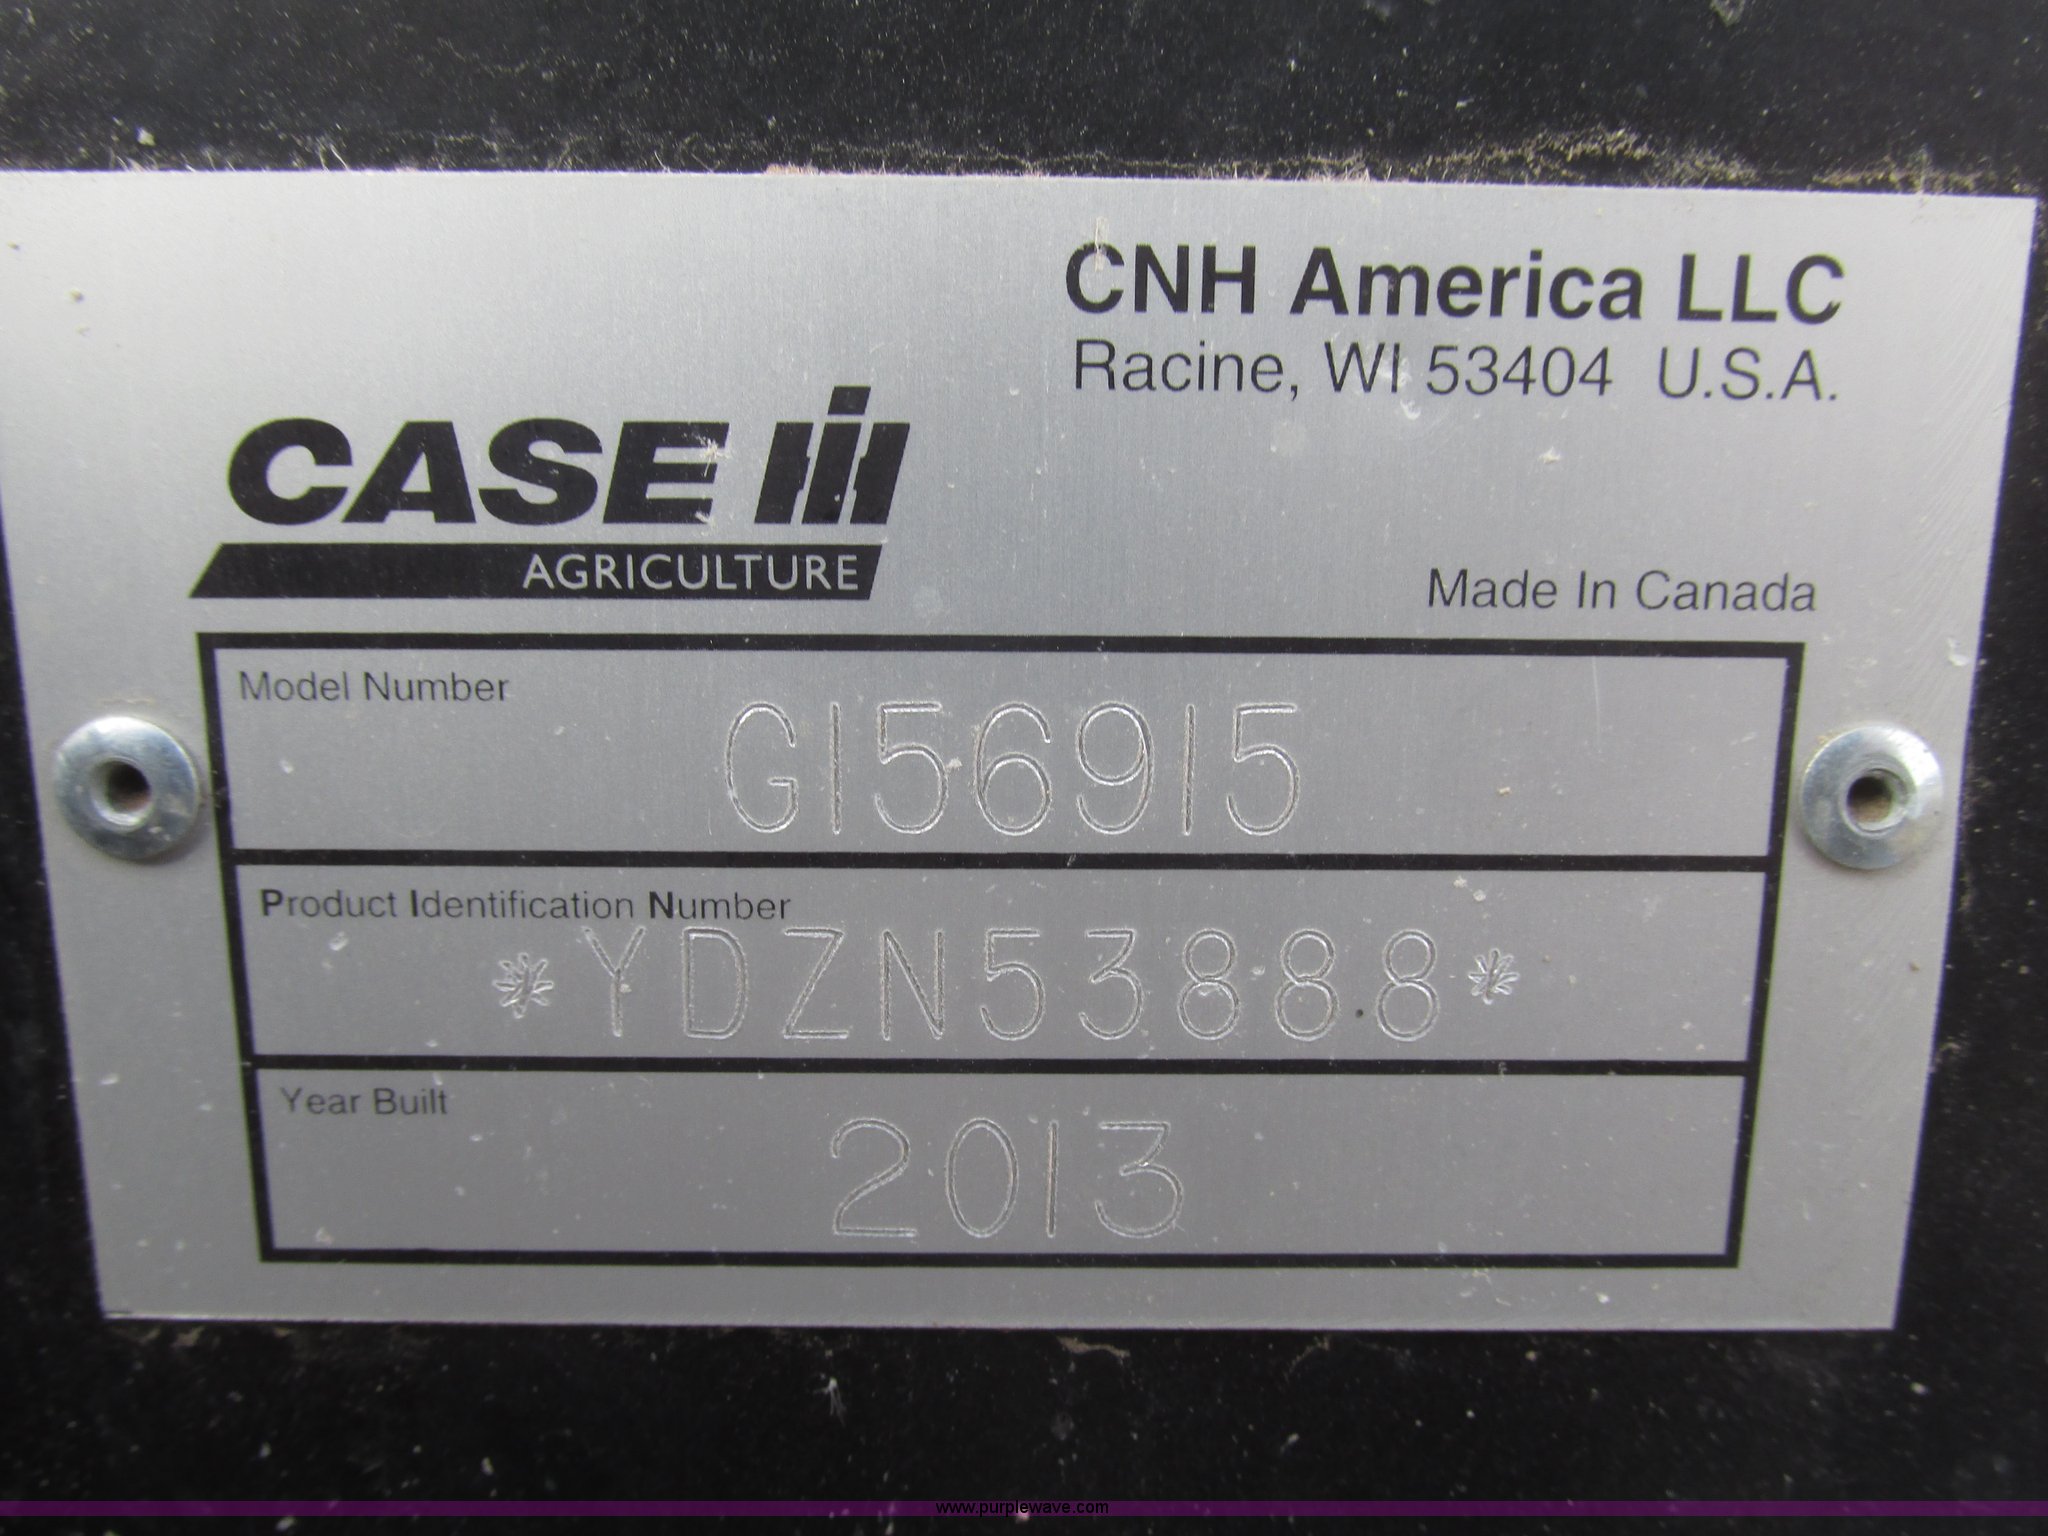 CNH America LLC
Racine, WI 53404 U.S.A.
CASE IH
AGRICULTURE
Made In Canada
Model Number
G156915
Product Identification Number
*YDZN53888*
Year Built
2013
www.purplewave.com